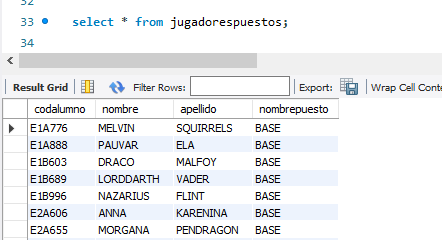 32
33 select * from jugadorespuestos;
34
Result Grid Filter Rules: Export: Wrap Cell Conte
codalumno nombre apellido nombrepuesto
E1A776 MELVIN SQUIRRELS BASE
E1A888 PAUVAR ELA BASE
E1B603 DRACO MALFOY BASE
E1B689 LORDDARTH VADER BASE
E1B996 NAZARIUS FLINT BASE
E2A606 ANNA KARENINA BASE
E2A655 MORGANA PENDRAGON BASE